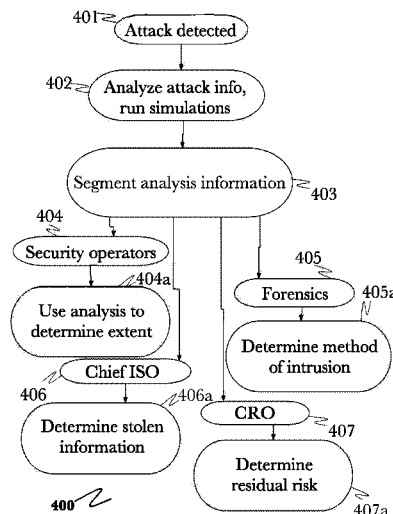 401
Attack detected
402
Analyze attack info,
run simulations
Segment analysis information
403
404
Security operators
404a
Use analysis to
determine extent
405
Forensics
405a
Determine method
of intrusion
Chief ISO
406
406a
Determine stolen
information
CRO
407
Determine
residual risk
407a
400